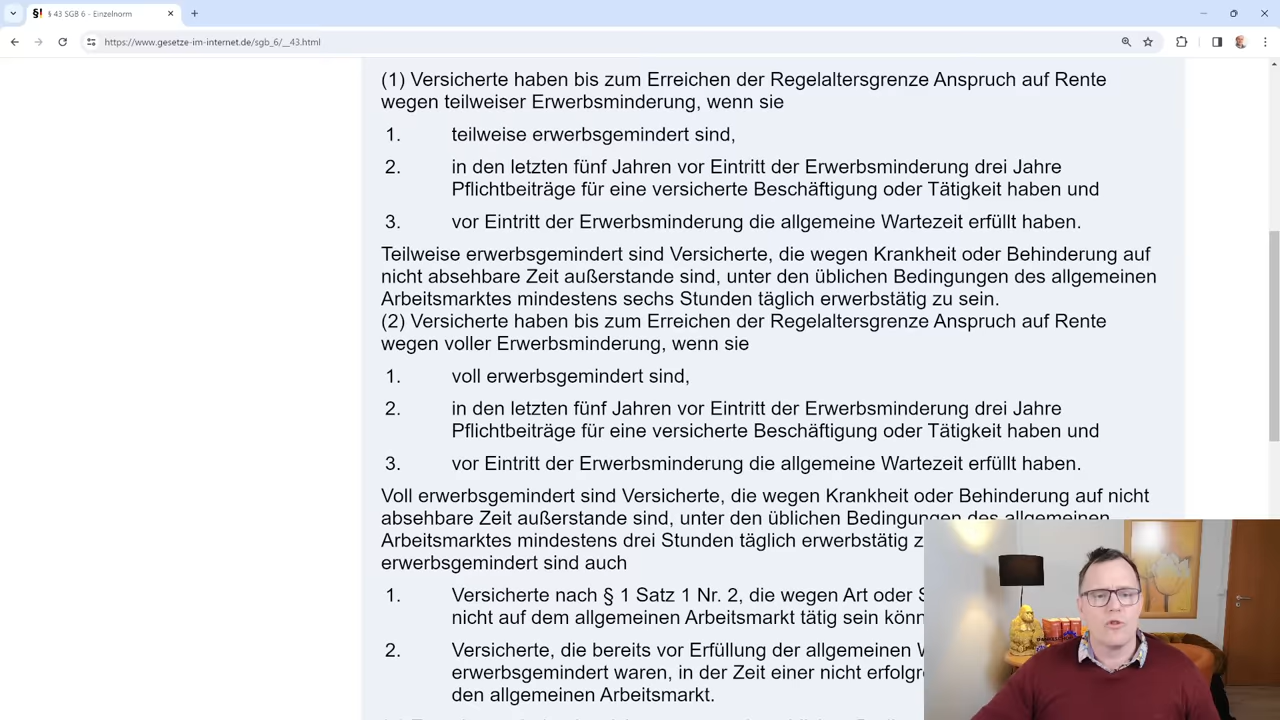 § 43 SGB 6 - Einzelnorm
https://www.gesetze-im-internet.de/sgb_6/__43.html
(1) Versicherte haben bis zum Erreichen der Regelaltersgrenze Anspruch auf Rente
wegen teilweiser Erwerbsminderung, wenn sie
1. teilweise erwerbsgemindert sind,
2. in den letzten fünf Jahren vor Eintritt der Erwerbsminderung drei Jahre
Pflichtbeiträge für eine versicherte Beschäftigung oder Tätigkeit haben und
3. vor Eintritt der Erwerbsminderung die allgemeine Wartezeit erfüllt haben.
Teilweise erwerbsgemindert sind Versicherte, die wegen Krankheit oder Behinderung auf
nicht absehbare Zeit außerstande sind, unter den üblichen Bedingungen des allgemeinen
Arbeitsmarktes mindestens sechs Stunden täglich erwerbstätig zu sein.
(2) Versicherte haben bis zum Erreichen der Regelaltersgrenze Anspruch auf Rente
wegen voller Erwerbsminderung, wenn sie
1. voll erwerbsgemindert sind,
2. in den letzten fünf Jahren vor Eintritt der Erwerbsminderung drei Jahre
Pflichtbeiträge für eine versicherte Beschäftigung oder Tätigkeit haben und
3. vor Eintritt der Erwerbsminderung die allgemeine Wartezeit erfüllt haben.
Voll erwerbsgemindert sind Versicherte, die wegen Krankheit oder Behinderung auf nicht
absehbare Zeit außerstande sind, unter den üblichen Bedingungen des allgemeinen
Arbeitsmarktes mindestens drei Stunden täglich erwerbstätig
erwerbsgemindert sind auch
1. Versicherte nach § 1 Satz 1 Nr. 2, die wegen Art oder
nicht auf dem allgemeinen Arbeitsmarkt tätig sein
2. Versicherte, die bereits vor Erfüllung der allgemeinen
erwerbsgemindert waren, in der Zeit einer nicht
den allgemeinen Arbeitsmarkt.